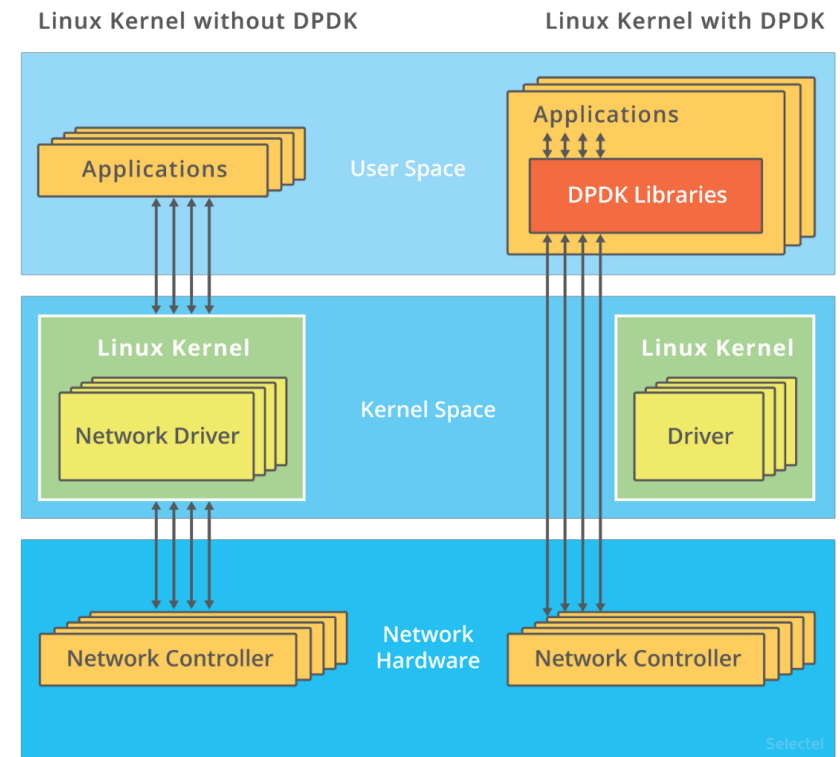 Linux Kernel without DPDK
Linux Kernel with DPDK
Applications
User Space
Applications
DPDK Libraries
Linux Kernel
Network Driver
Kernel Space
Linux Kernel
Driver
Network Controller
Network
Hardware
Network Controller
Selectel